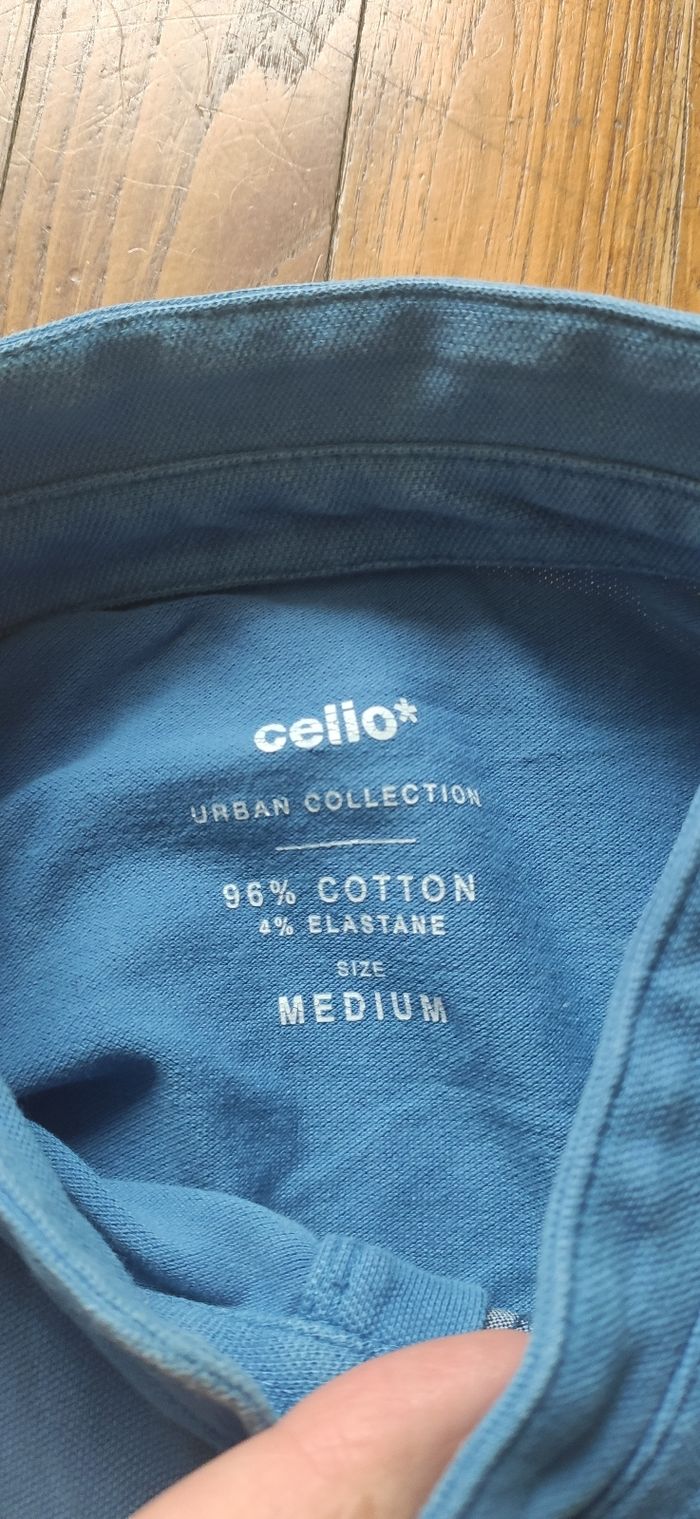 celio*
URBAN COLLECTION
96% COTTON
4% ELASTANE
SIZE
MEDIUM